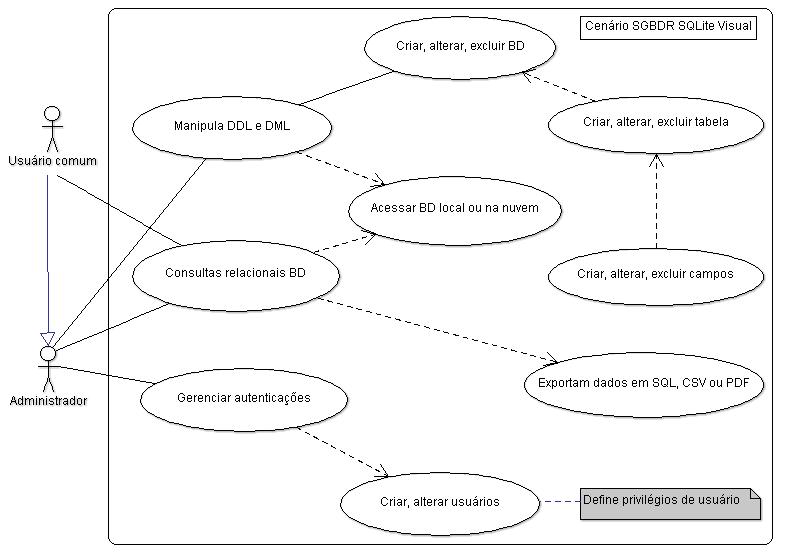 Cenário SGBDR SQLite Visual
Criar, alterar, excluir BD
Manipula DDL e DML
Criar, alterar, excluir tabela
Usuário comum
Acessar BD local ou na nuvem
Consultas relacionais BD
Criar, alterar, excluir campos
Exportam dados em SQL, CSV ou PDF
Administrador
Gerenciar autenticações
Criar, alterar usuários
Define privilégios de usuário